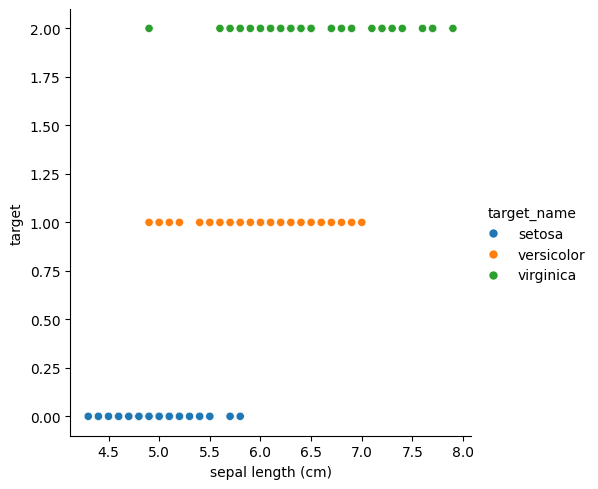 2.00
1.75
1.50
1.25
1.00
0.75
0.50
0.25
0.00
target
4.5 5.0 5.5 6.0 6.5 7.0 7.5 8.0
sepal length (cm)
target_name
setosa
versicolor
virginica